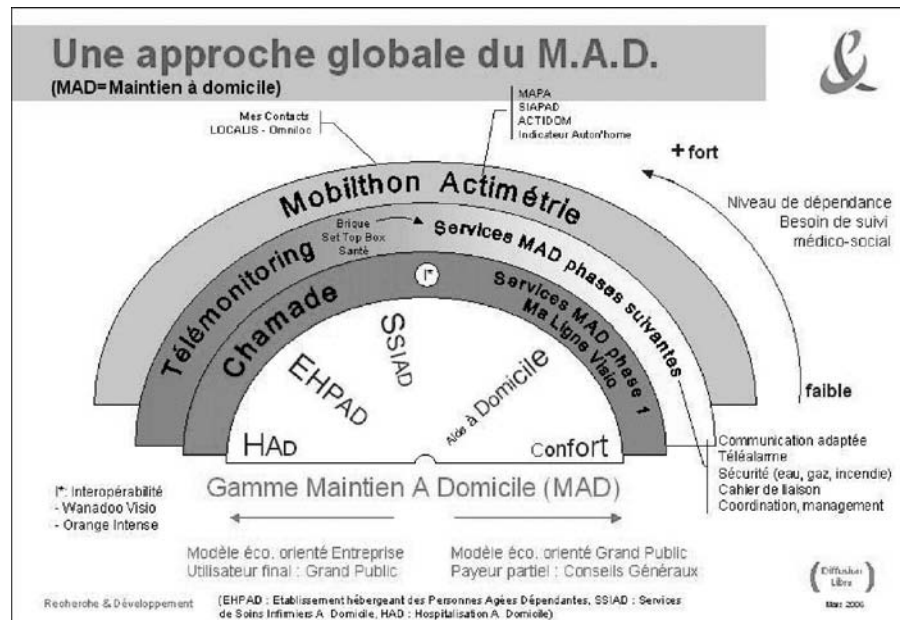 Une approche globale du M.A.D.
(MAD=Maintien à domicile)
Mes Contacts
LOCALIS - Omniloc
MAPA
SIAPAD
ACTIDOM
Indicateur Auton'home
+ fort
Niveau de dépendance
Besoin de suivi
médico-social
faible
Mobilthon Actimétrie
Télémonitoring
Brique
Set Top Box
Santé
Services MAD phases suivantes
Chamade
I*
Services MAD phase 1
Ma Ligne Visio
HAD
EHPAD
SSIAD
Aide à Domicile
Confort
Communication adaptée
Téléalarme
Sécurité (eau, gaz, incendie)
Cahier de liaison
Coordination, management
I*: Interopérabilité
- Wanadoo Visio
- Orange Intense
Gamme Maintien A Domicile (MAD)
Modèle éco. orienté Entreprise
Utilisateur final : Grand Public
Modèle éco. orienté Grand Public
Payeur partiel : Conseils Généraux
Diffusion
Libre
Mars 2006
Recherche & Développement
(EHPAD : Etablissement hébergeant des Personnes Agées Dépendantes, SSIAD : Services
de Soins Infirmiers A Domicile, HAD : Hospitalisation A Domicile)